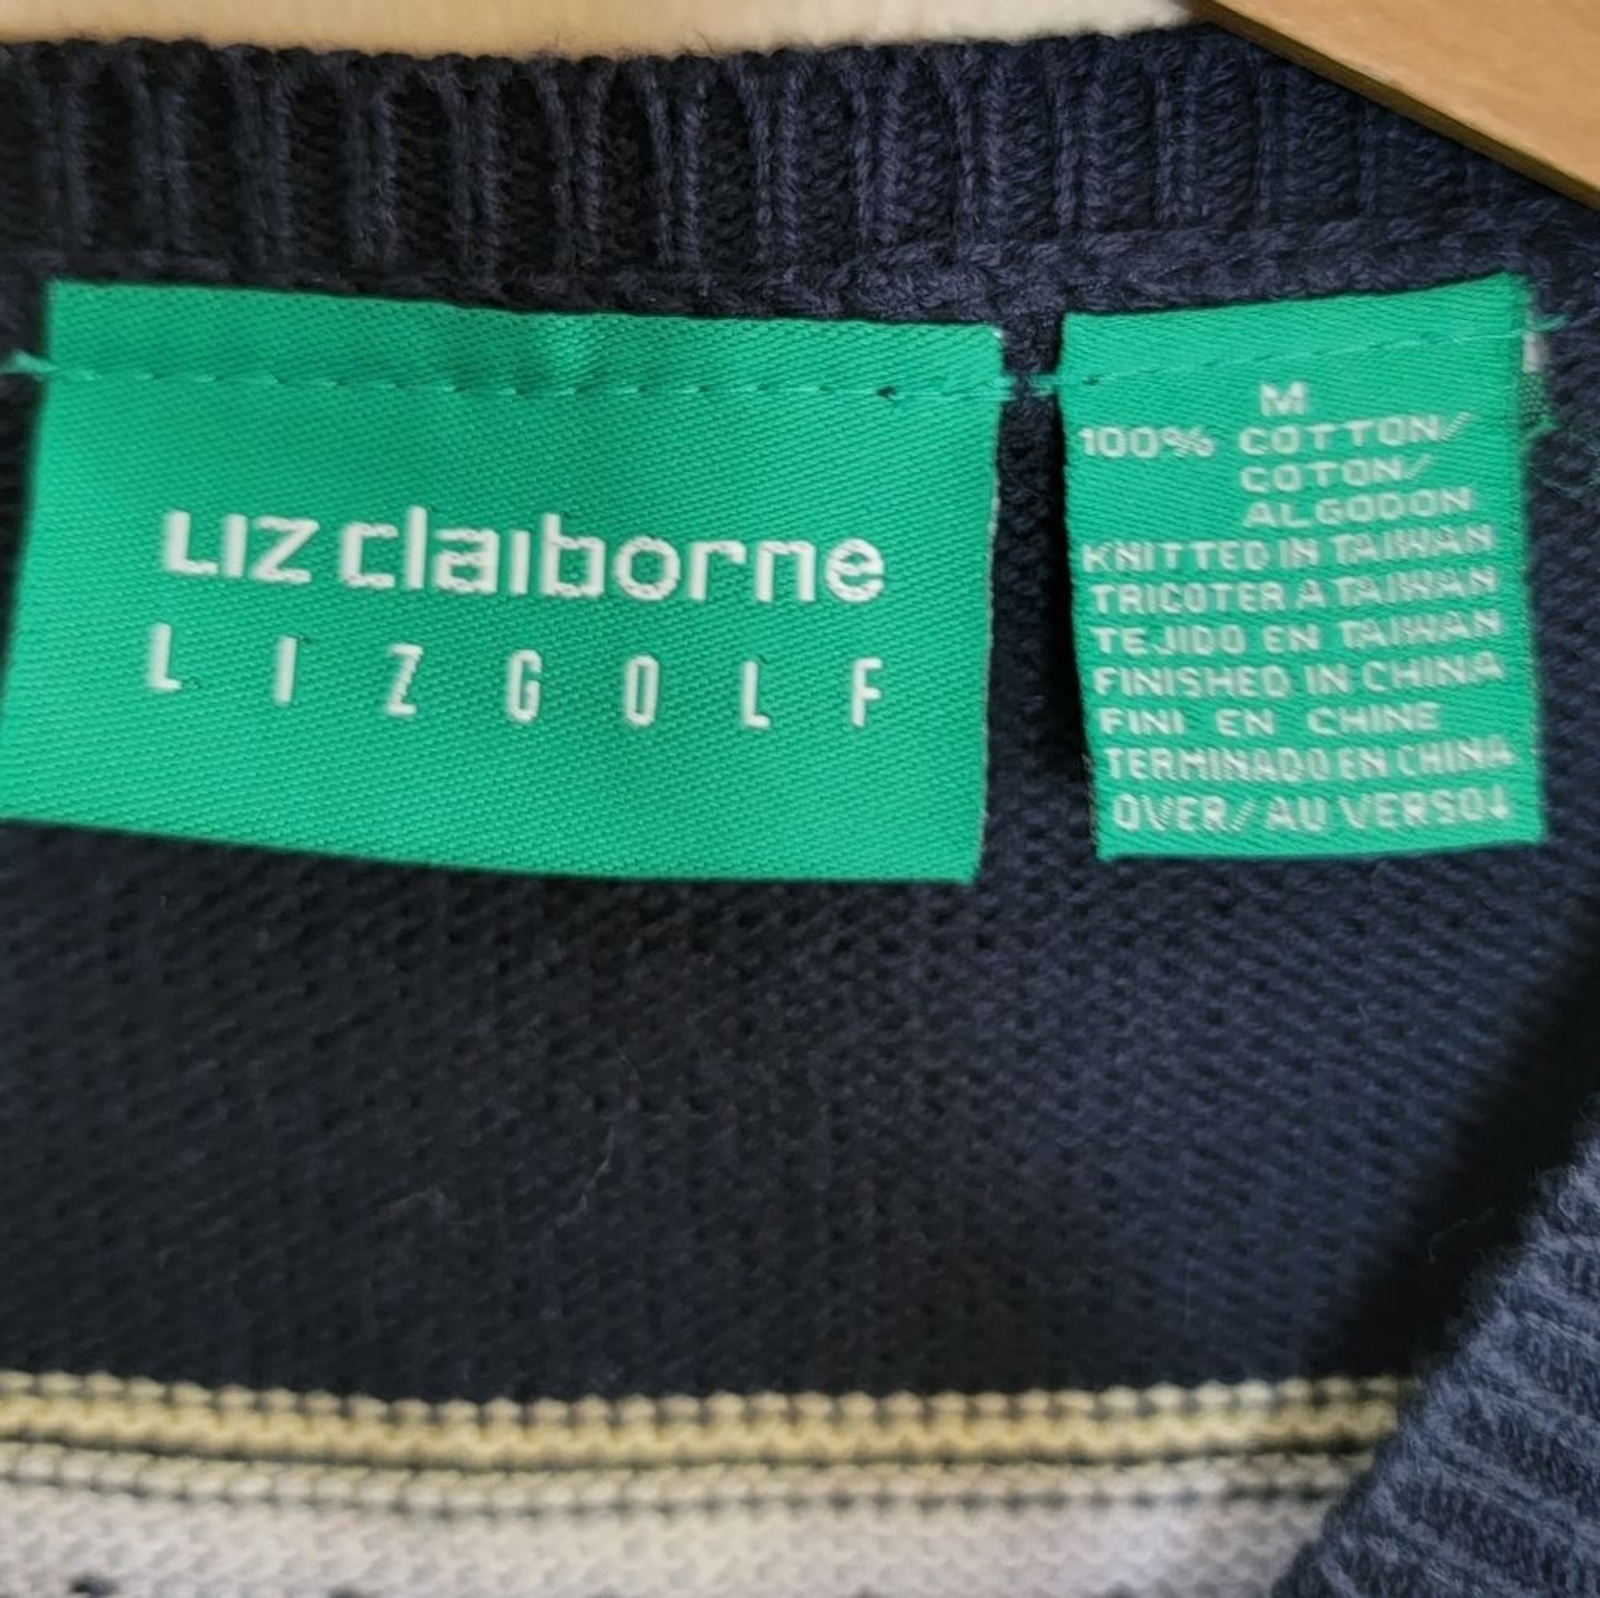 Liz claiborne
LIZGOLF
M
100% COTTON/
COTON/
ALGODON
KNITTED IN TAIWAN
TRICOTER A TAIWAN
TEJIDO EN TAIWAN
FINISHED IN CHINA
FINI EN CHINE
TERMINADO EN CHINA
OVER/AU VERSO↓